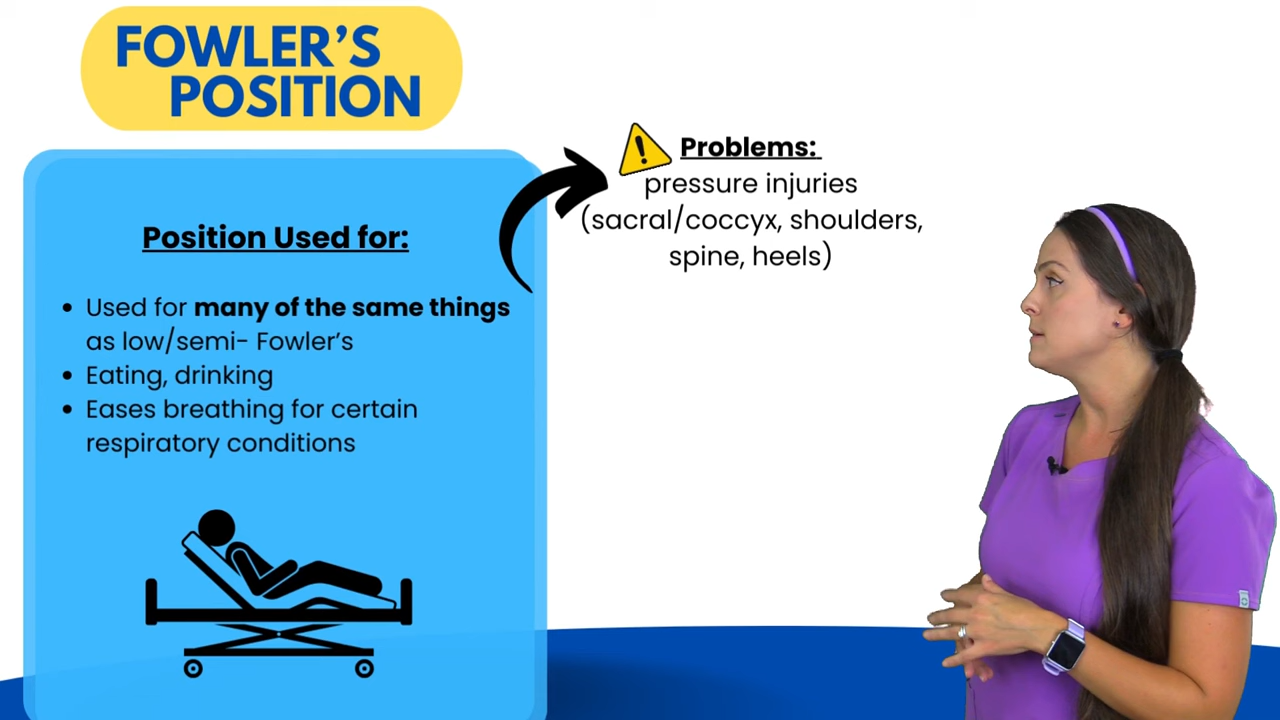 FOWLER'S
POSITION
Position Used for:
• Used for many of the same things
as low/semi- Fowler's
• Eating, drinking
• Eases breathing for certain
respiratory conditions
Problems:
pressure injuries
(sacral/coccyx, shoulders,
spine, heels)